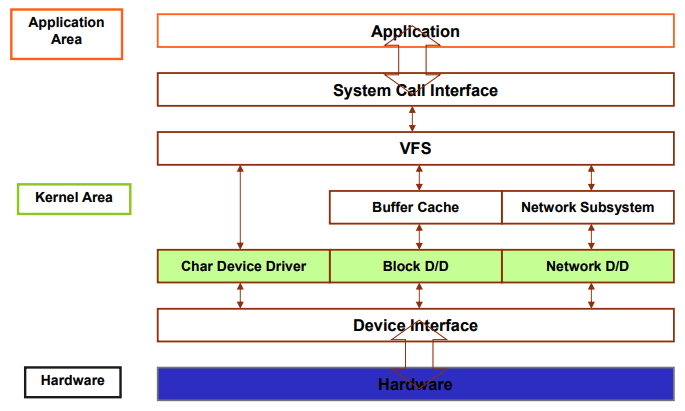 Application
Area
Application
System Call Interface
VFS
Kernel Area
Buffer Cache
Network Subsystem
Char Device Driver
Block D/D
Network D/D
Device Interface
Hardware
Hardware